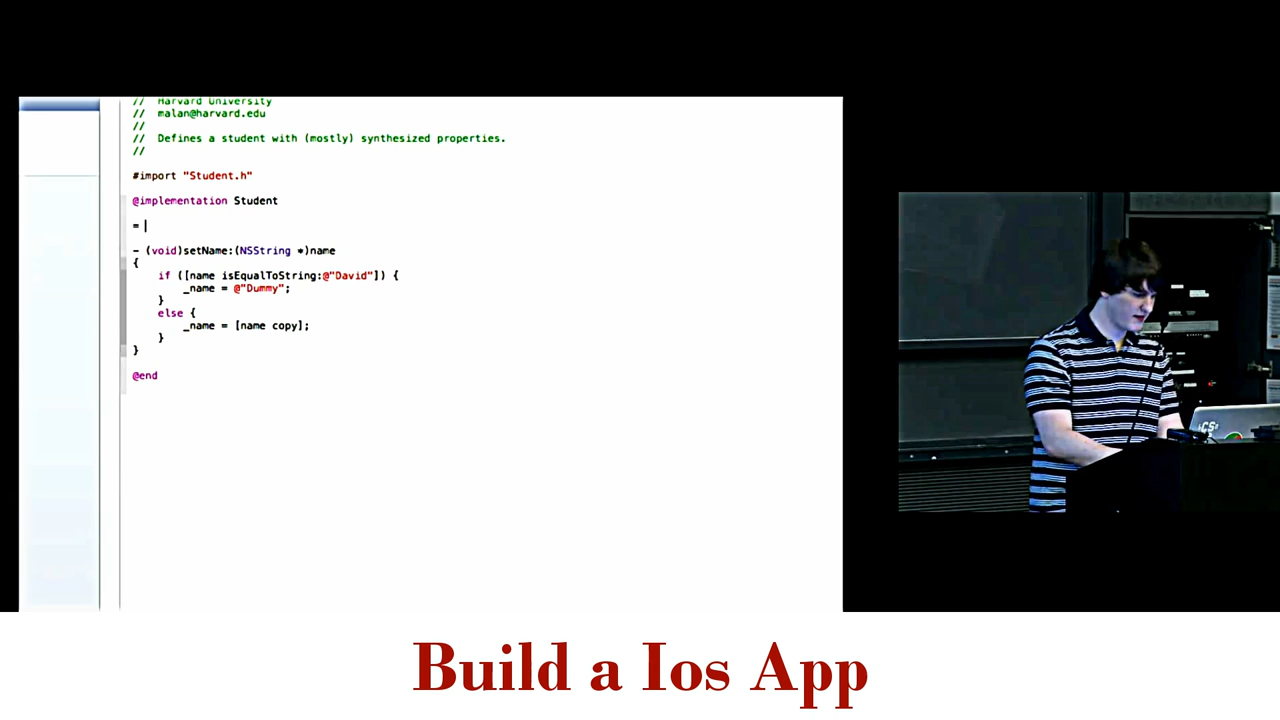 // Harvard University
// malan@harvard.edu
//
// Defines a student with (mostly) synthesized properties.
//
#import "Student.h"
@implementation Student
=
- (void)setName:(NSString *)name
{
if ([name isEqualToString:@"David"]) {
_name = @"Dummy";
}
else {
_name = [name copy];
}
}
@end
Build a Ios App